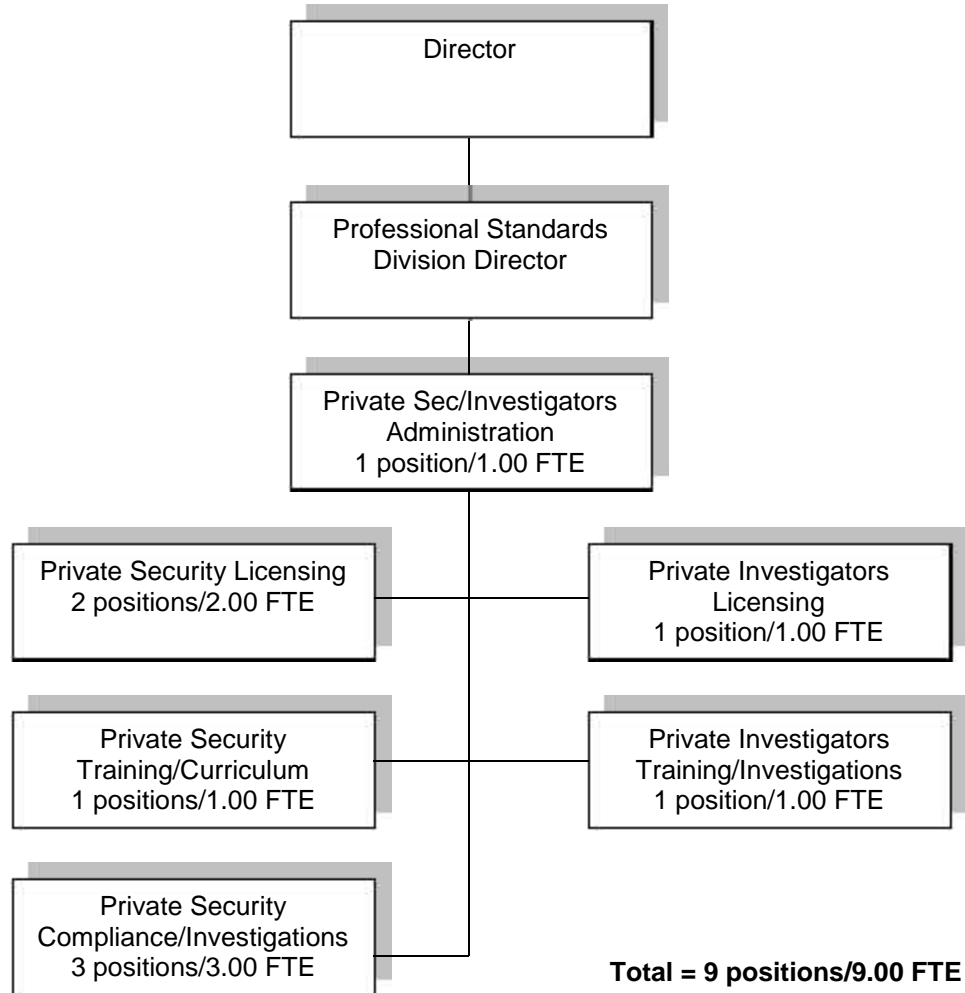 Director
Professional Standards
Division Director
Private Sec/Investigators
Administration
1 position/1.00 FTE
Private Security Licensing
2 positions/2.00 FTE
Private Investigators
Licensing
1 position/1.00 FTE
Private Security
Training/Curriculum
1 positions/1.00 FTE
Private Investigators
Training/Investigations
1 position/1.00 FTE
Private Security
Compliance/Investigations
3 positions/3.00 FTE
Total = 9 positions/9.00 FTE